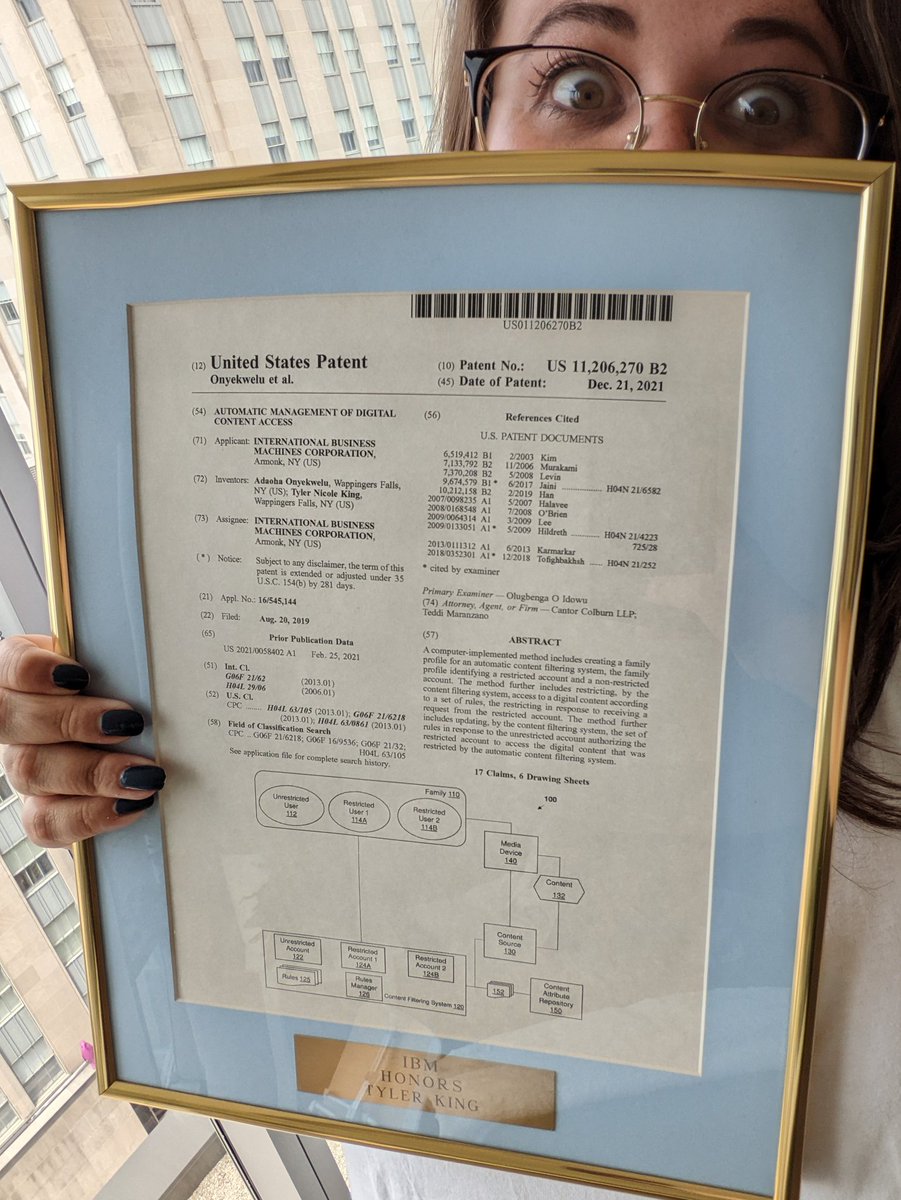 US011206270B2
(12) United States Patent
Onyekwelu et al.
(10) Patent No.: US 11,206,270 B2
(45) Date of Patent: Dec. 21, 2021
(54) AUTOMATIC MANAGEMENT OF DIGITAL
CONTENT ACCESS
(71) Applicant: INTERNATIONAL BUSINESS
MACHINES CORPORATION,
Armonk, NY (US)
(72) Inventors: Adaoha Onyekwelu, Wappingers Falls,
NY (US); Tyler Nicole King,
Wappingers Falls, NY (US)
(73) Assignee: INTERNATIONAL BUSINESS
MACHINES CORPORATION,
Armonk, NY (US)
(*) Notice: Subject to any disclaimer, the term of this
patent is extended or adjusted under 35
U.S.C. 154(b) by 281 days.
(21) Appl. No.: 16/545,144
(22) Filed: Aug. 20, 2019
(65) Prior Publication Data
US 2021/0058402 A1 Feb. 25, 2021
(51) Int. Cl.
G06F 21/62 (2013.01)
H04L 29/06 (2006.01)
(52) U.S. Cl.
CPC ........ H04L 63/105 (2013.01); G06F 21/6218
(2013.01); H04L 63/0861 (2013.01)
(58) Field of Classification Search
CPC .. G06F 21/6218; G06F 16/9536; G06F 21/32;
H04L 63/105
See application file for complete search history.
(56) References Cited
U.S. PATENT DOCUMENTS
6,519,412 B1 2/2003 Kim
7,133,792 B2 11/2006 Murakami
7,370,208 B2 5/2008 Levin
9,674,579 B1* 6/2017 Jaini .................... H04N 21/6582
10,212,158 B2 2/2019 Han
2007/0098235 A1 5/2007 Halavee
2008/0168548 A1 7/2008 O'Brien
2009/0064314 A1 3/2009 Lee
2009/0133051 A1* 5/2009 Hildreth ............... H04N 21/4223
725/28
2013/0111312 A1 6/2013 Karmarkar
2018/0352301 A1* 12/2018 Tofighbakhsh ...... H04N 21/252
* cited by examiner
Primary Examiner — Olugbenga O Idowu
(74) Attorney, Agent, or Firm — Cantor Colburn LLP;
Teddi Maranzano
(57) ABSTRACT
A computer-implemented method includes creating a family
profile for an automatic content filtering system, the family
profile identifying a restricted account and a non-restricted
account. The method further includes restricting, by the
content filtering system, access to a digital content according
to a set of rules, the restricting in response to receiving a
request from the restricted account. The method further
includes updating, by the content filtering system, the set of
rules in response to the unrestricted account authorizing the
restricted account to access the digital content that was
restricted by the automatic content filtering system.
17 Claims, 6 Drawing Sheets
100
Family 110
Unrestricted
User
112
Restricted
User 1
114A
Restricted
User 2
114B
Media
Device
140
Content
132
Content
Source
130
Unrestricted
Account
122
Restricted
Account 1
124A
Restricted
Account 2
124B
Rules 125
Rules
Manager
126
Content Filtering System 120
152
Content
Attribute
Repository
150
IBM
HONORS
TYLER KING